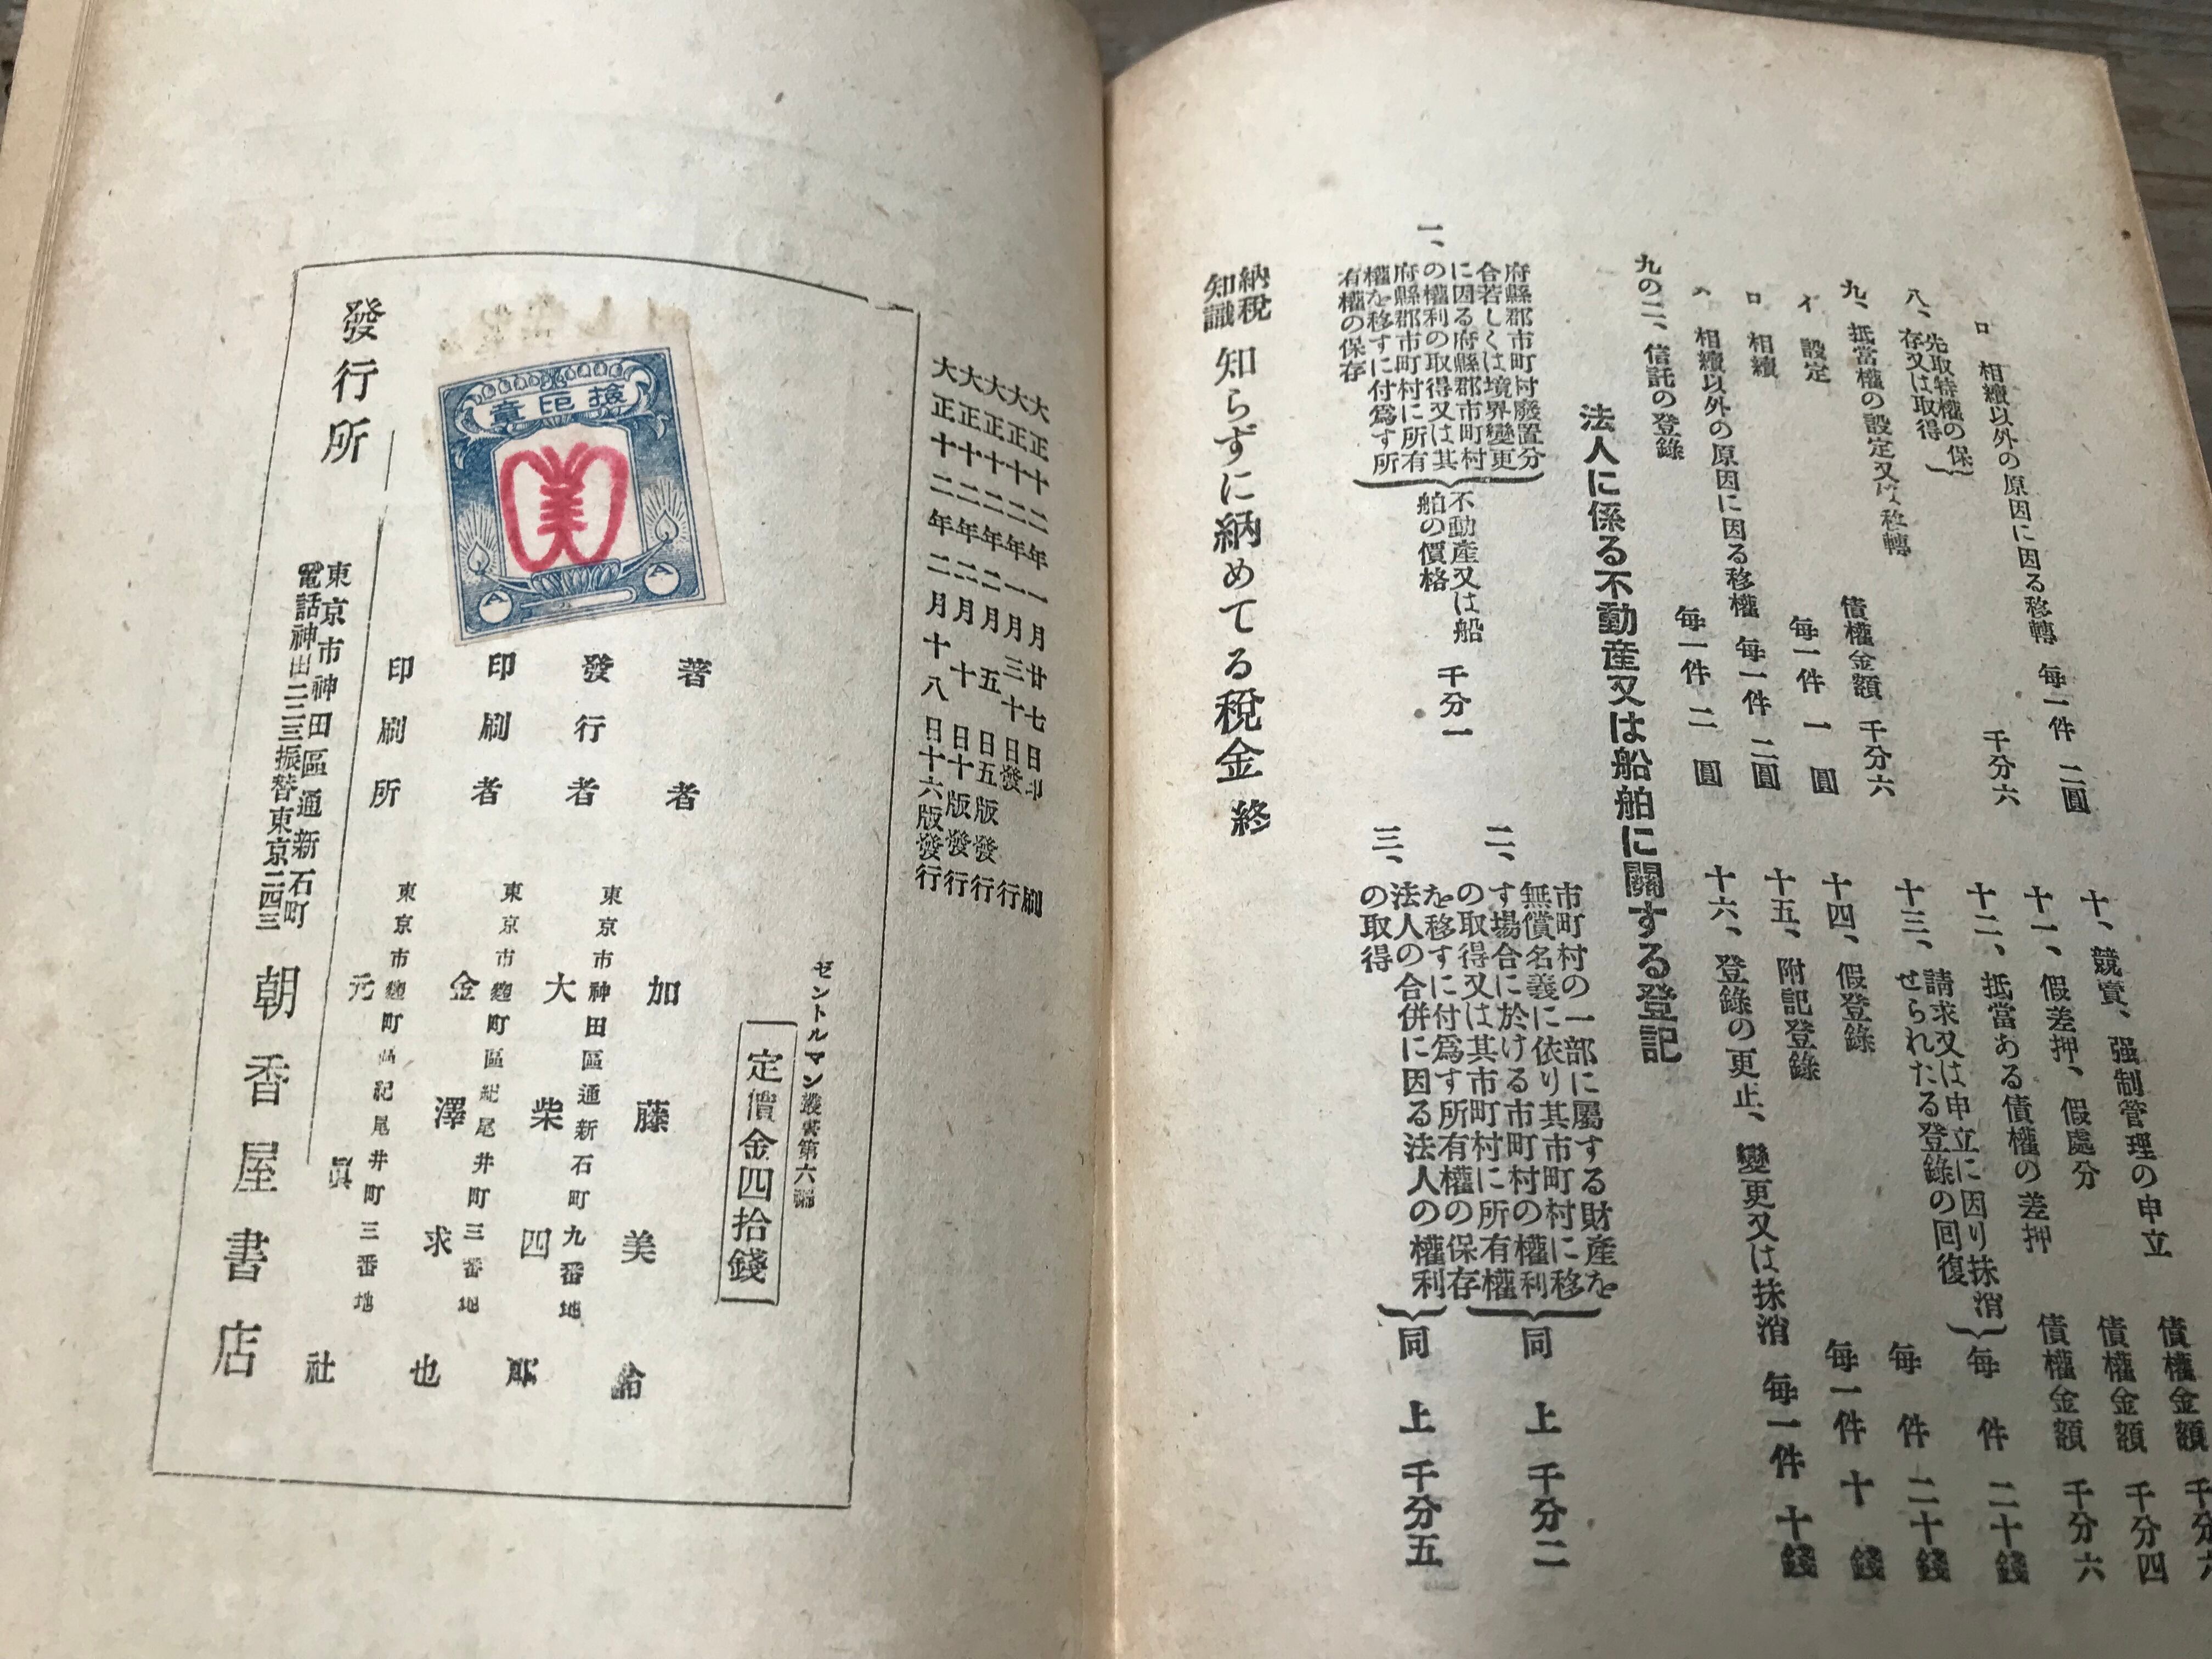 ロ　相續以外の原因に因る移轉　每一件　二圓
八、先取特權の保存又は取得　千分六
九、抵當權の設定又は移轉　債權金額　千分六
イ　設定　每一件　一圓
ロ　相續　每一件　二圓
ハ　相續以外の原因に因る移權　每一件　二圓
九の二、信託の登錄
十、競賣、强制管理の申立　債權金額　千分六
十一、假差押、假處分　債權金額　千分四
十二、抵當ある債權の差押　債權金額　千分六
十三、請求又は申立に因り抹消せられたる登錄の囘復　每　件　二十錢
十四、假登錄　每　件　二十錢
十五、附記登錄　每一件　十錢
十六、登錄の更正、變更又は抹消　每一件　十錢
法人に係る不動產又は船舶に關する登記
一、府縣郡市町村廢置分
合若しくは境界變更
に因る府縣郡市町村
の權利の取得又は其
府縣郡市町村に所有
權を移すに付爲す所
有權の保存
不動產又は船
舶の價格　千分一
二、市町村の一部に屬する財產を
無償名義に依り其市町村に移
す場合に於ける市町村の權利
の取得又は其市町村に所有權
を移すに付爲す所有權の保存
同　上　千分二
三、法人の合併に因る法人の權利
の取得
同　上　千分五
納稅
知識　知らずに納めてる稅金　終
大正十二年一月廿七日印刷
大正十二年一月三十日發行
大正十二年二月五日五版發行
大正十二年二月十日十版發行
大正十二年二月十八日十六版發行
ゼントルマン叢書第六編
定價金四拾錢
檢印章
美
著者　加藤美
東京市神田區通新石町九番地
發行者　大柴四郎
東京市麴町區紀尾井町三番地
印刷者　金澤求也
東京市麴町區紀尾井町三番地
印刷所　元眞社
發行所
東京市神田區通新石町
電話神田二二三振替東京二四三
朝香屋書店